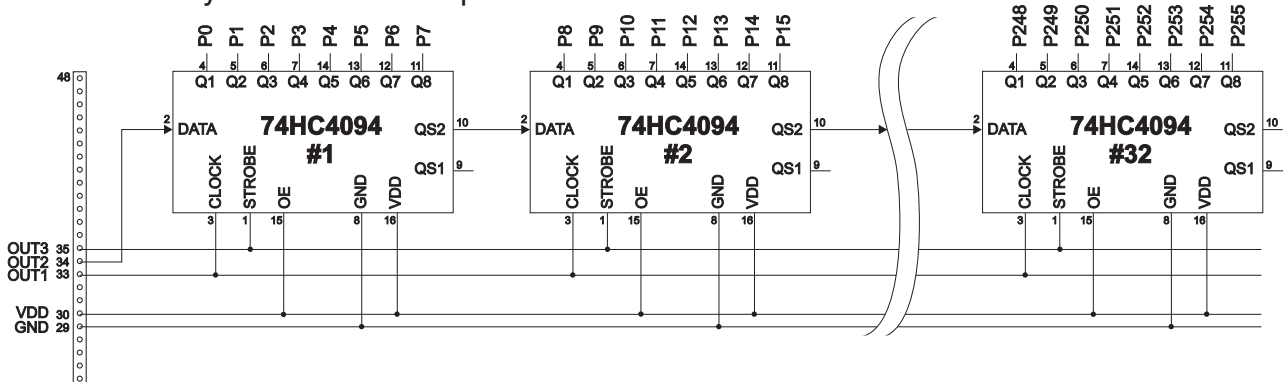 P0 P1 P2 P3 P4 P5 P6 P7 P8 P9 P10 P11 P12 P13 P14 P15 P248 P249 P250 P251 P252 P253 P254 P255
4 5 6 7 14 13 12 11 4 5 6 7 14 13 12 11 4 5 6 7 14 13 12 11
48 Q1 Q2 Q3 Q4 Q5 Q6 Q7 Q8 Q1 Q2 Q3 Q4 Q5 Q6 Q7 Q8 Q1 Q2 Q3 Q4 Q5 Q6 Q7 Q8
2 DATA 74HC4094 QS2 10 2 DATA 74HC4094 QS2 10 2 DATA 74HC4094 QS2 10
#1 #2 #32
QS1 9 QS1 9 QS1 9
CLOCK STROBE OE GND VDD CLOCK STROBE OE GND VDD CLOCK STROBE OE GND VDD
3 1 15 8 16 3 1 15 8 16 3 1 15 8 16
OUT3 35
OUT2 34
OUT1 33
VDD 30
GND 29